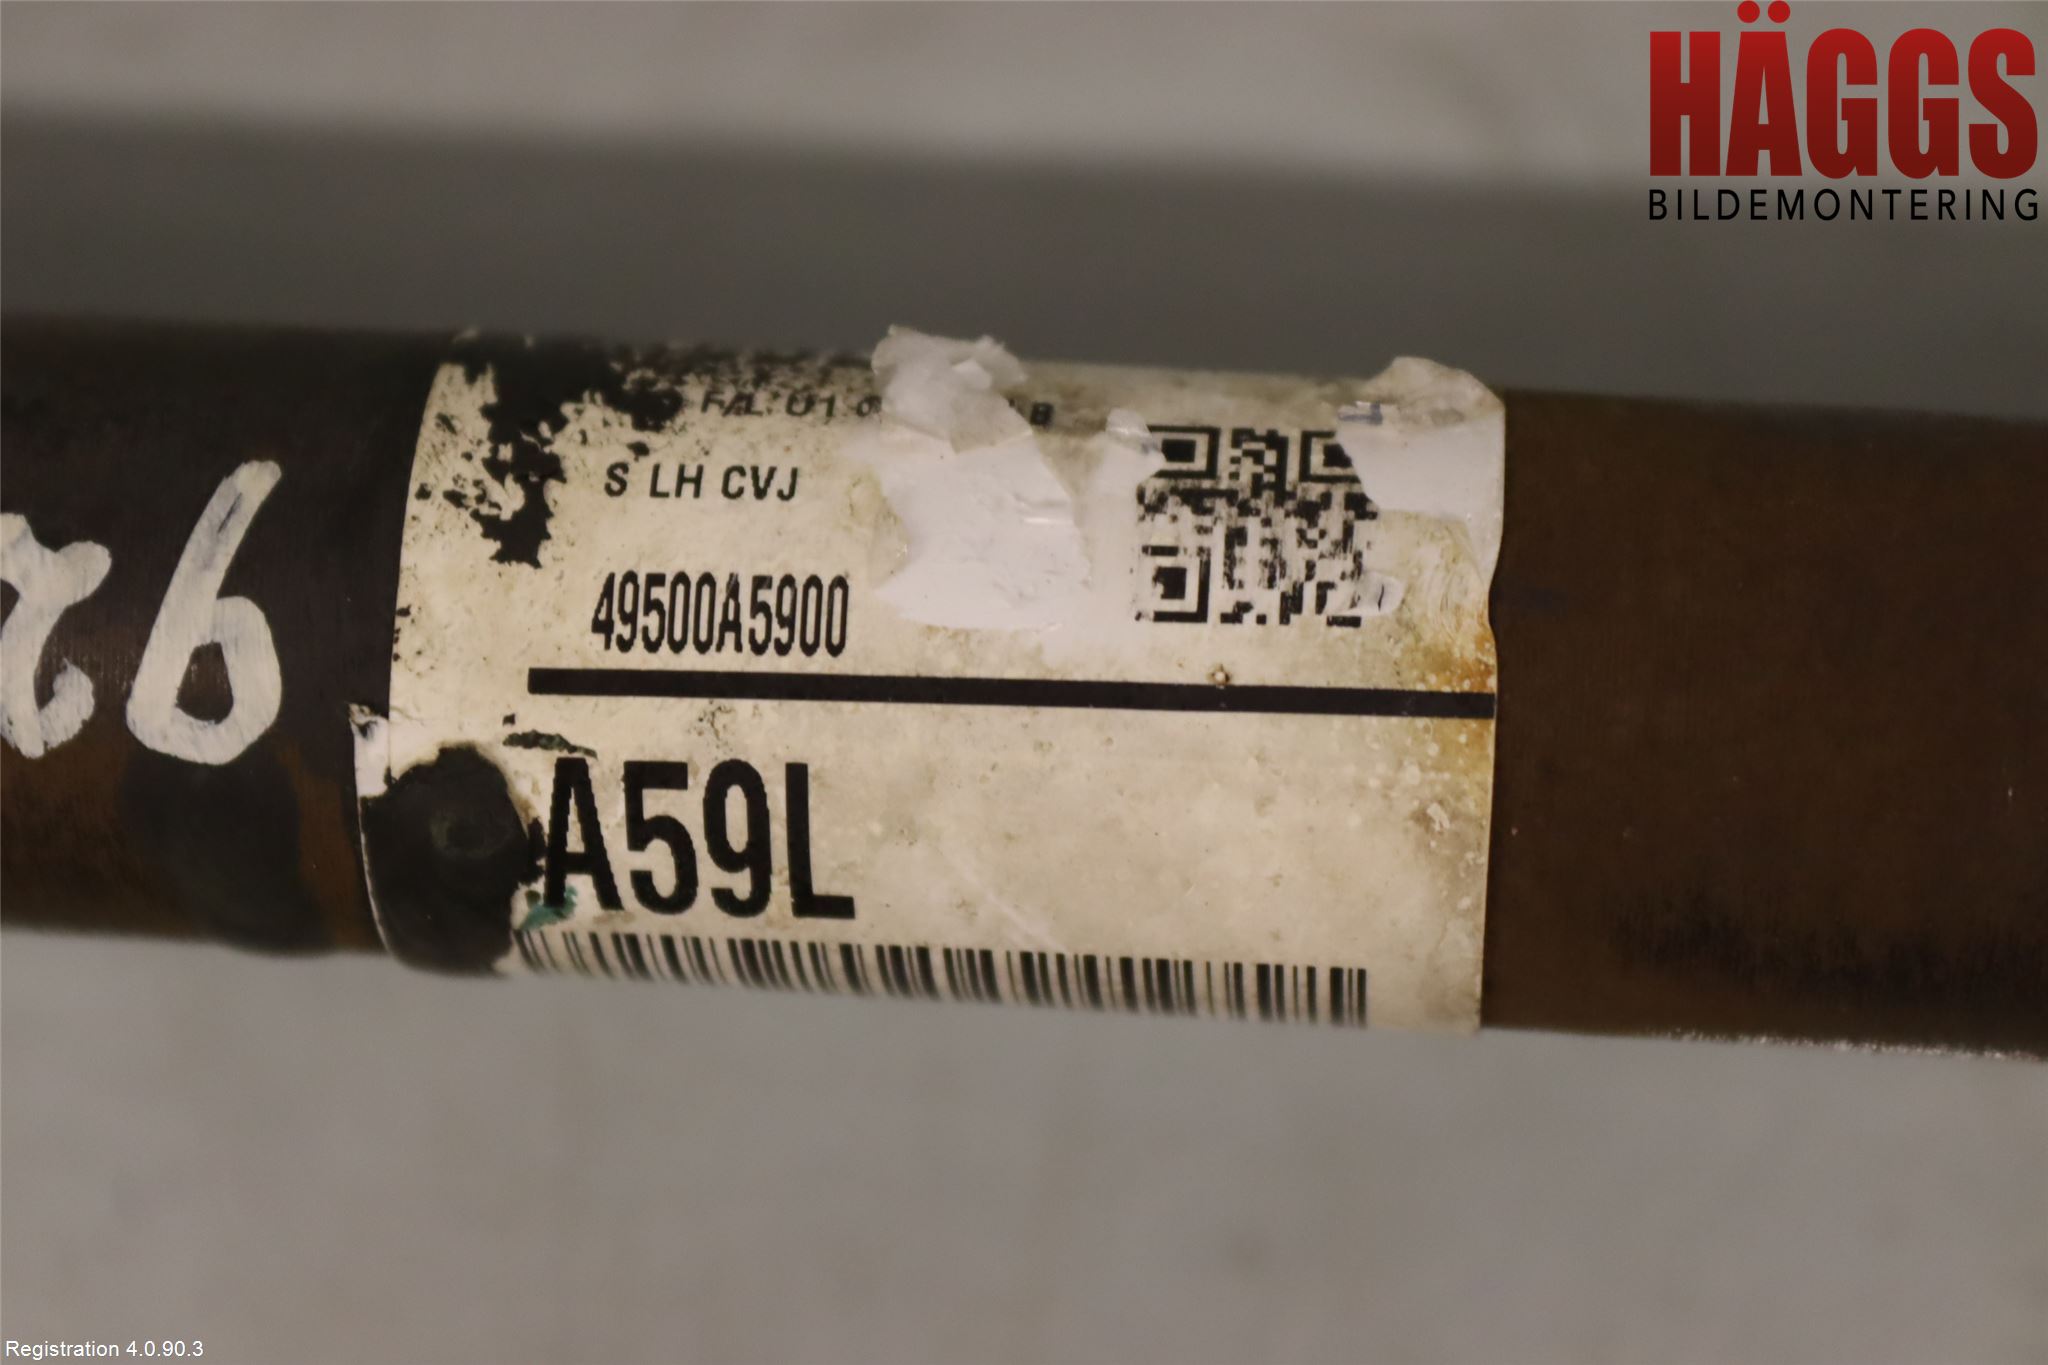 HÄGGS
BILDEMONTERING
F/L
S LH CVJ
49500A5900
A59L
Registration 4.0.90.3